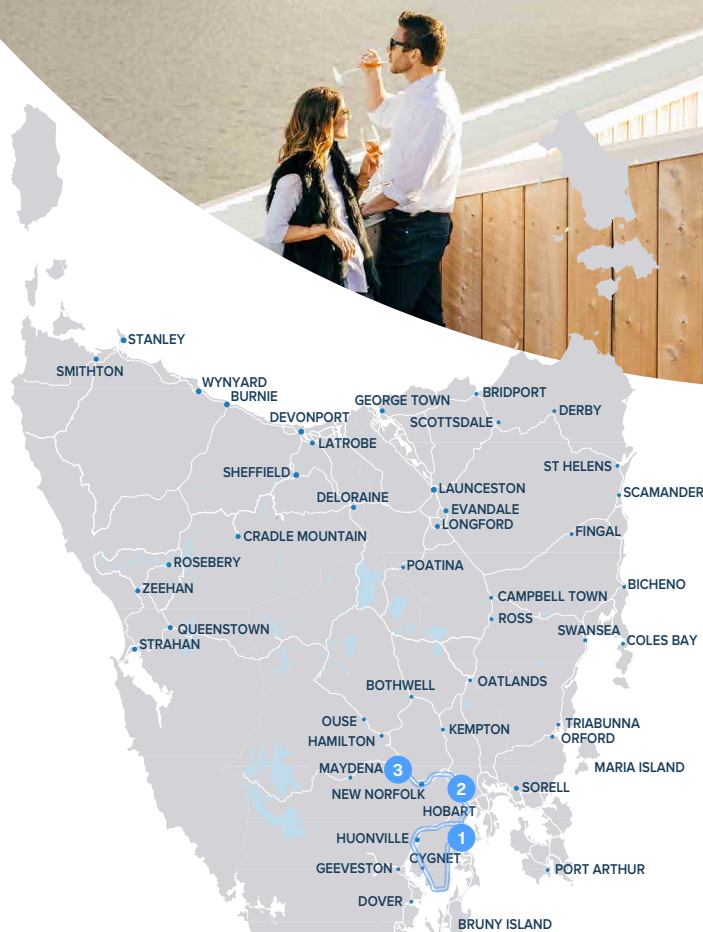 STANLEY
SMITHTON
WYNYARD
BURNIE
GEORGE TOWN
BRIDPORT
DEVONPORT
SCOTTSDALE
DERBY
LATROBE
SHEFFIELD
ST HELENS
DELORAINE
LAUNCESTON
SCAMANDER
EVANDALE
LONGFORD
CRADLE MOUNTAIN
FINGAL
ROSEBERY
POATINA
ZEEHAN
BICHENO
CAMPBELL TOWN
ROSS
QUEENSTOWN
SWANSEA
STRAHAN
COLES BAY
BOTHWELL
OATLANDS
OUSE
TRIABUNNA
KEMPTON
HAMILTON
ORFORD
MAYDENA
3
MARIA ISLAND
NEW NORFOLK
2
SORELL
HOBART
HUONVILLE
1
CYGNET
GEEVESTON
PORT ARTHUR
DOVER
BRUNY ISLAND